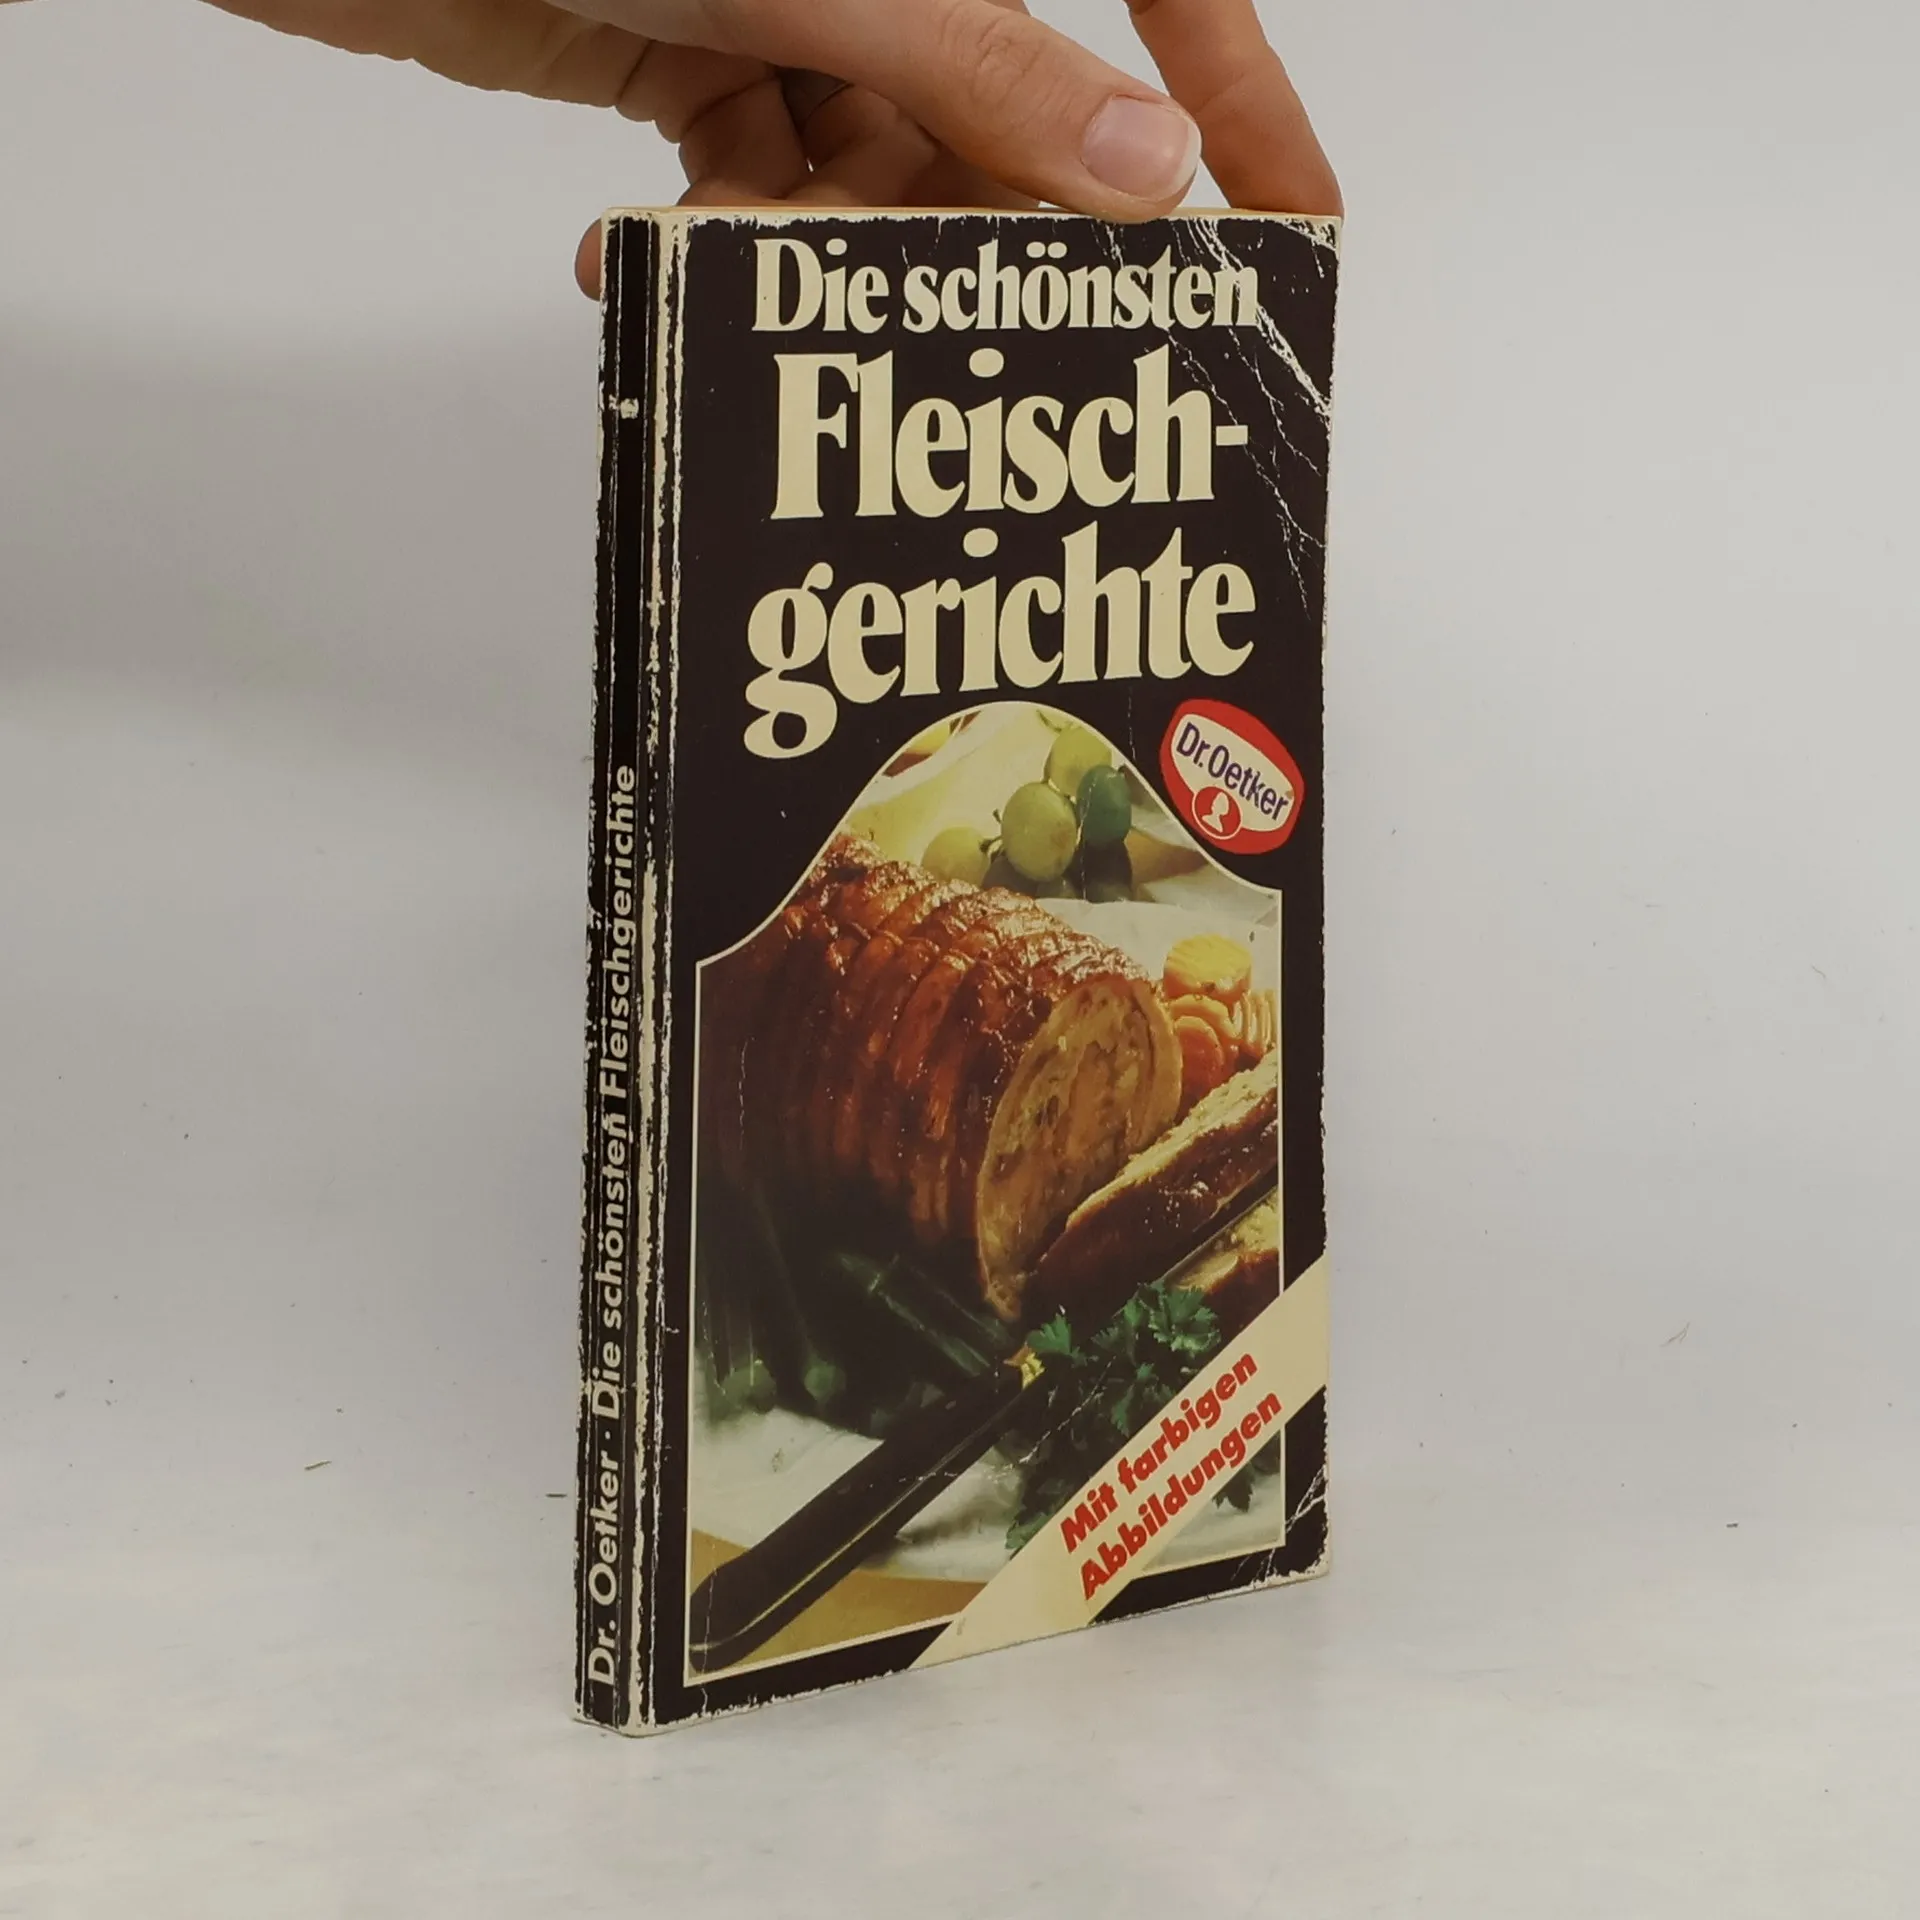 Die schönsten
Fleisch-
gerichte
Dr.Oetker
Mit farbigen
Abbildungen
Dr. Oetker · Die schönsten Fleischgerichte